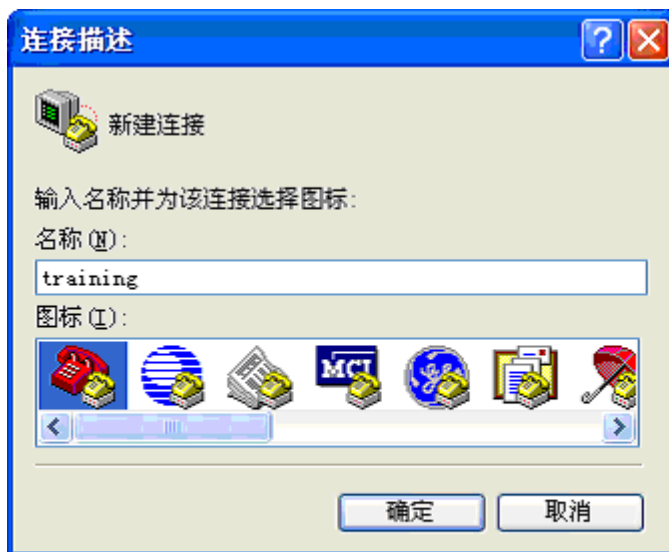 连接描述
新建连接
输入名称并为该连接选择图标:
名称(N):
training
图标(I):
MCI
确定 取消